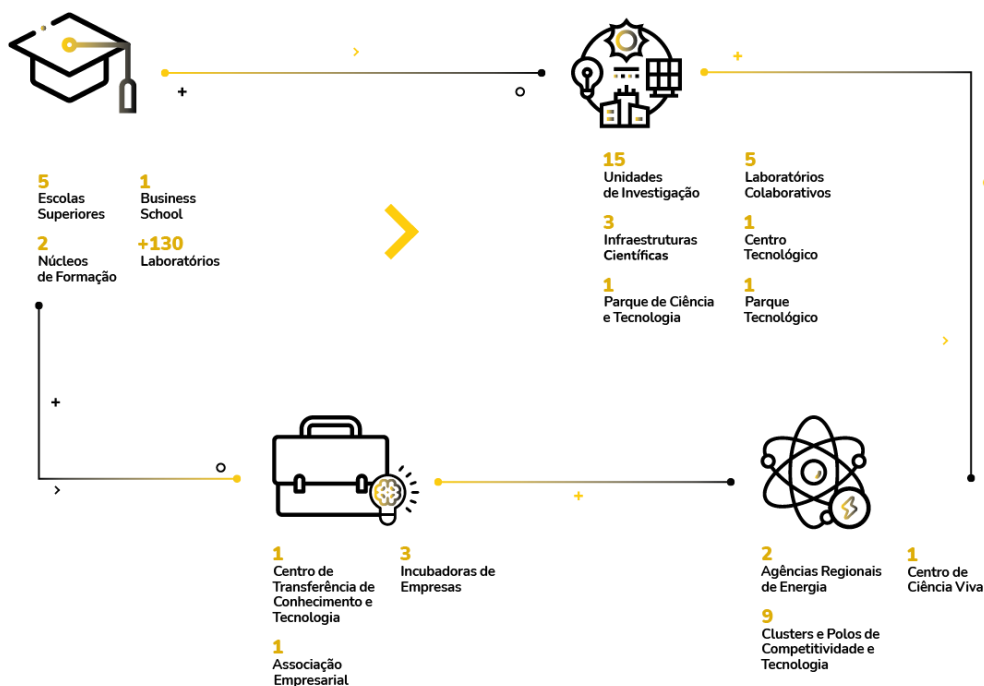 5
Escolas
Superiores
1
Business
School
2
Núcleos
de Formação
+130
Laboratórios
15
Unidades
de Investigação
5
Laboratórios
Colaborativos
3
Infraestruturas
Científicas
1
Centro
Tecnológico
1
Parque de Ciência
e Tecnologia
1
Parque
Tecnológico
1
Centro de
Transferência de
Conhecimento e
Tecnologia
3
Incubadoras de
Empresas
1
Associação
Empresarial
2
Agências Regionais
de Energia
1
Centro de
Ciência Viva
9
Clusters e Polos de
Competitividade e
Tecnologia